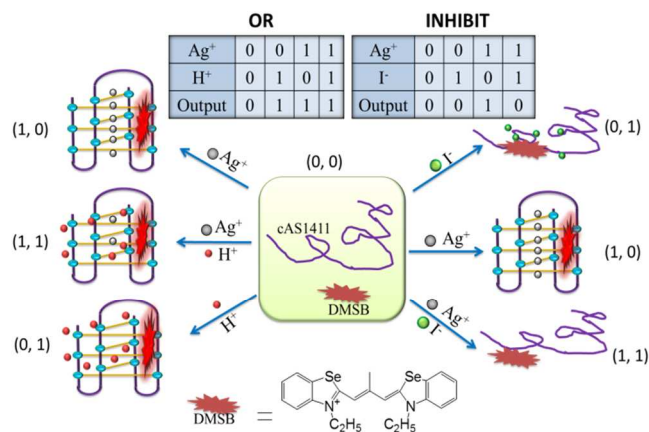 OR
INHIBIT
Ag⁺ 0 0 1 1
H⁺ 0 1 0 1
Output 0 1 1 1
Ag⁺ 0 0 1 1
I⁻ 0 1 0 1
Output 0 0 1 0
(1, 0)
(0, 0)
(0, 1)
Ag⁺
I⁻
(1, 1)
Ag⁺
H⁺
cAS1411
Ag⁺
(1, 0)
(0, 1)
H⁺
DMSB
Ag⁺
I⁻
(1, 1)
DMSB
=
Se
Se
N⁺
N
C₂H₅
C₂H₅